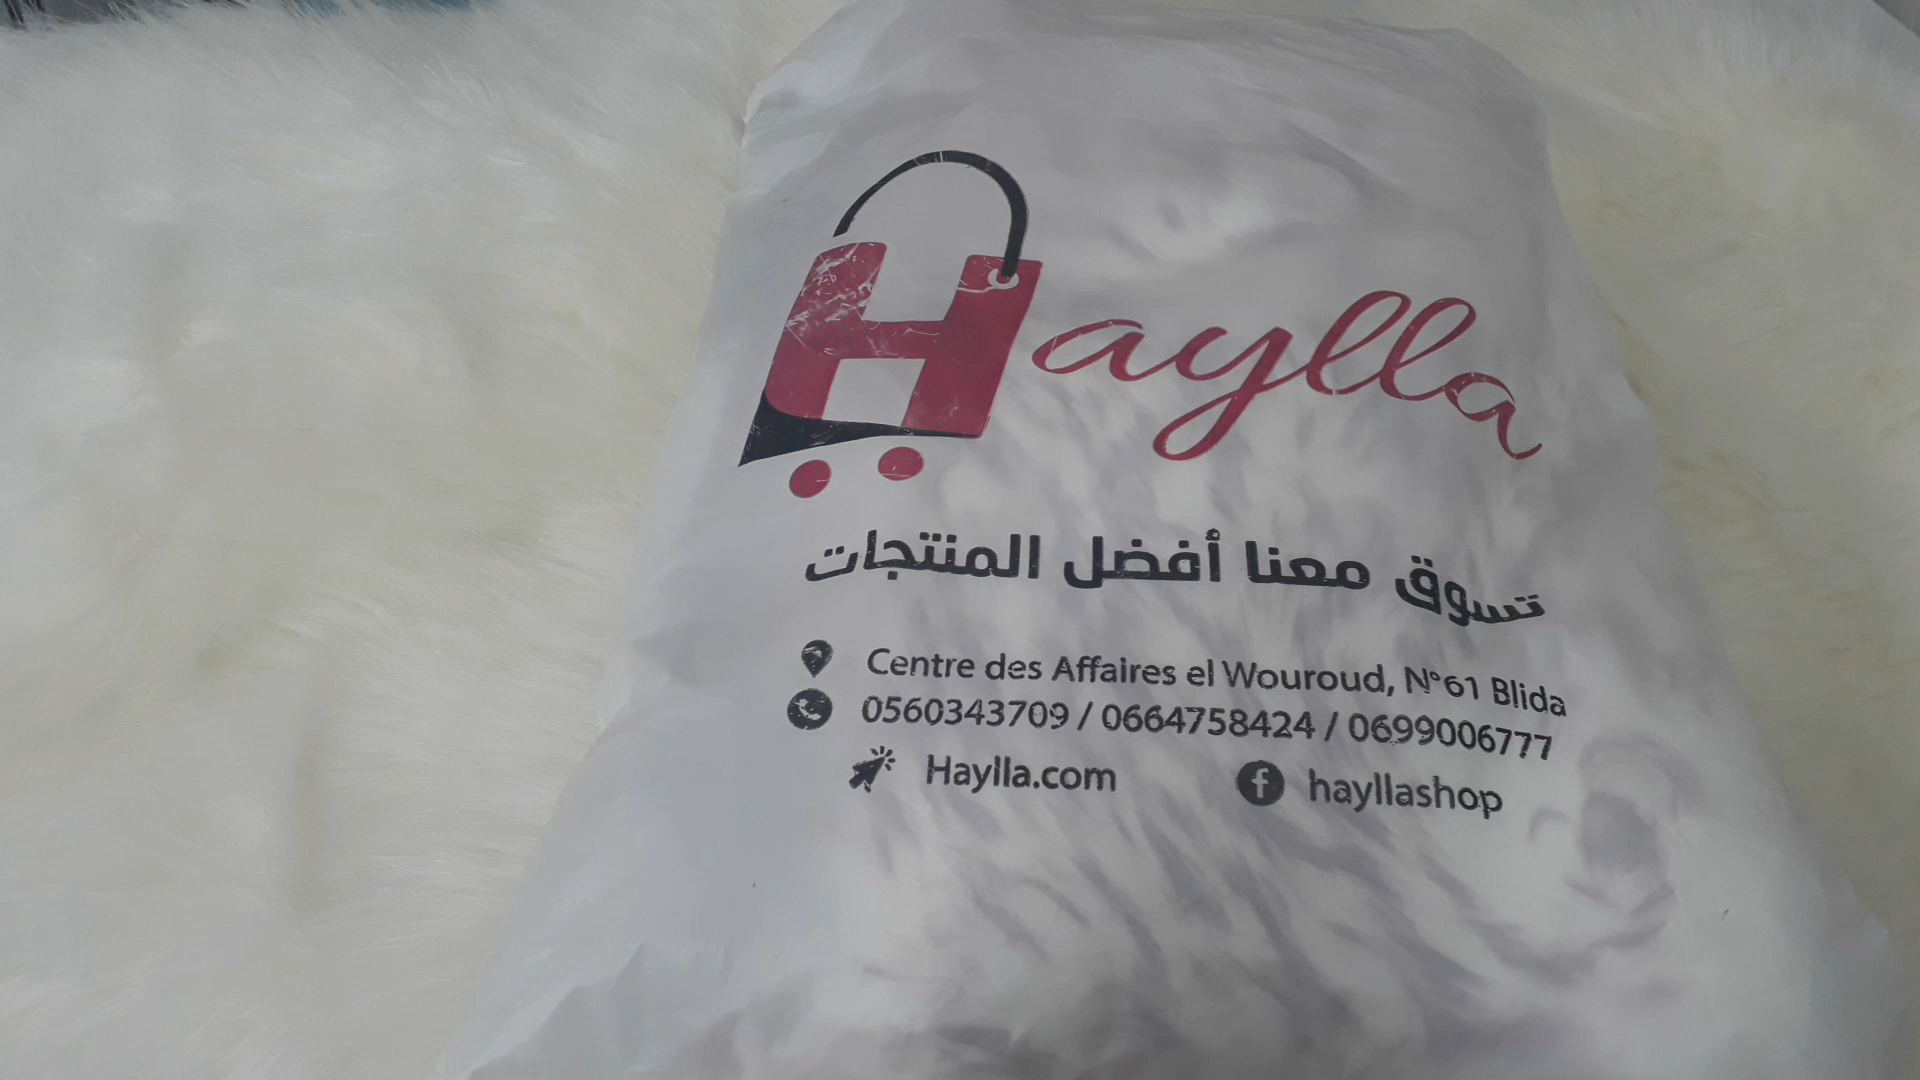 Haylla
تسوق معنا أفضل المنتجات
Centre des Affaires el Wouroud, N°61 Blida
0560343709 / 0664758424 / 0699006777
Haylla.com
hayllashop